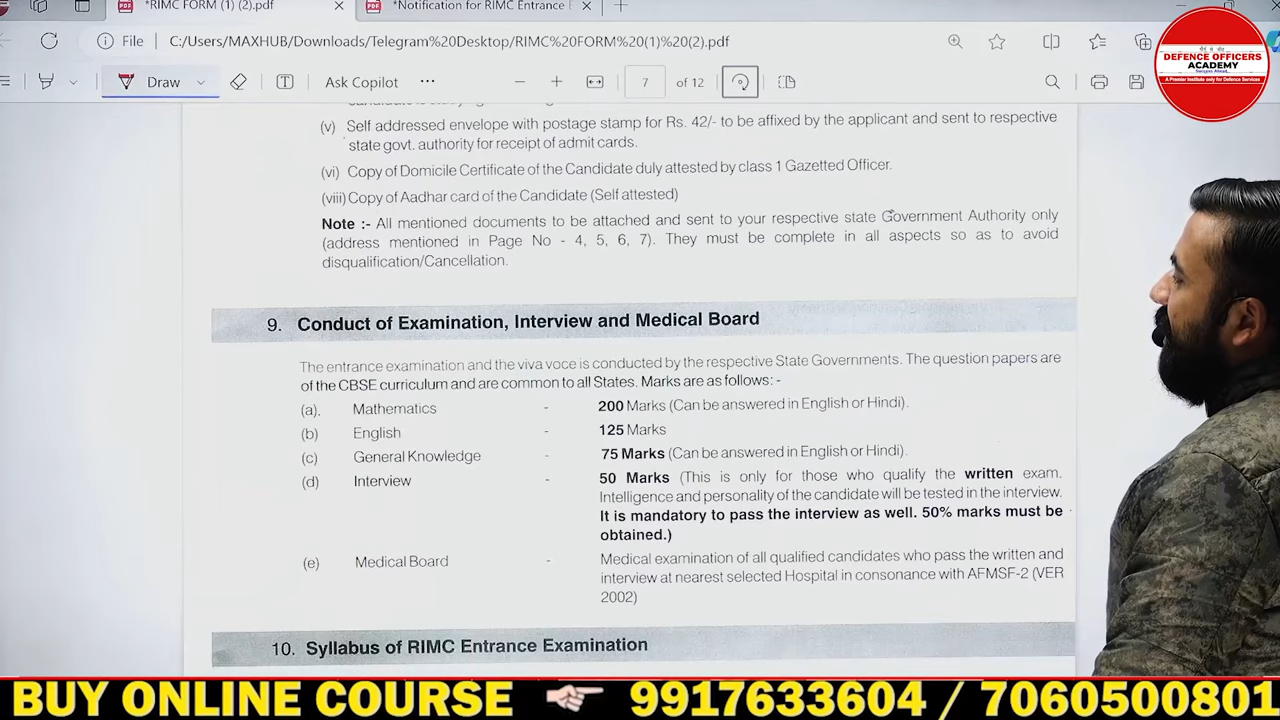 *RIMC FORM (1) (2).pdf
*Notification for RIMC Entrance E
File
C:/Users/MAXHUB/Downloads/Telegram%20Desktop/RIMC%20FORM%20(1)%20(2).pdf
DEFENCE OFFICERS
ACADEMY
Success Ahead...
A Premier Institute only for Defence Services
Draw
Ask Copilot
7 of 12
(v) Self addressed envelope with postage stamp for Rs. 42/- to be affixed by the applicant and sent to respective
state govt. authority for receipt of admit cards.
(vi) Copy of Domicile Certificate of the Candidate duly attested by class 1 Gazetted Officer.
(viii) Copy of Aadhar card of the Candidate (Self attested)
Note :- All mentioned documents to be attached and sent to your respective state Government Authority only
(address mentioned in Page No - 4, 5, 6, 7). They must be complete in all aspects so as to avoid
disqualification/Cancellation.
9. Conduct of Examination, Interview and Medical Board
The entrance examination and the viva voce is conducted by the respective State Governments. The question papers are
of the CBSE curriculum and are common to all States. Marks are as follows: -
(a). Mathematics - 200 Marks (Can be answered in English or Hindi).
(b) English - 125 Marks
(c) General Knowledge - 75 Marks (Can be answered in English or Hindi).
(d) Interview - 50 Marks (This is only for those who qualify the written exam.
Intelligence and personality of the candidate will be tested in the interview.
It is mandatory to pass the interview as well. 50% marks must be
obtained.)
(e) Medical Board - Medical examination of all qualified candidates who pass the written and
interview at nearest selected Hospital in consonance with AFMSF-2 (VER
2002)
10. Syllabus of RIMC Entrance Examination
BUY ONLINE COURSE 9917633604 / 7060500801